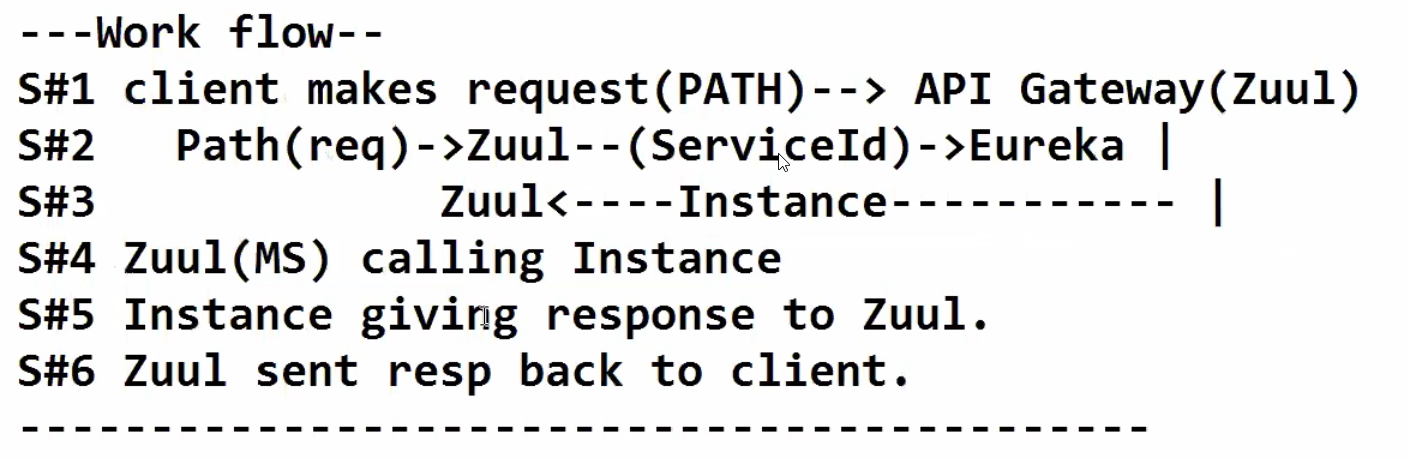 ---Work flow--
S#1 client makes request(PATH)--> API Gateway(Zuul)
S#2   Path(req)->Zuul--(ServiceId)->Eureka |
S#3             Zuul<----Instance----------- |
S#4 Zuul(MS) calling Instance
S#5 Instance giving response to Zuul.
S#6 Zuul sent resp back to client.
-------------------------------------------